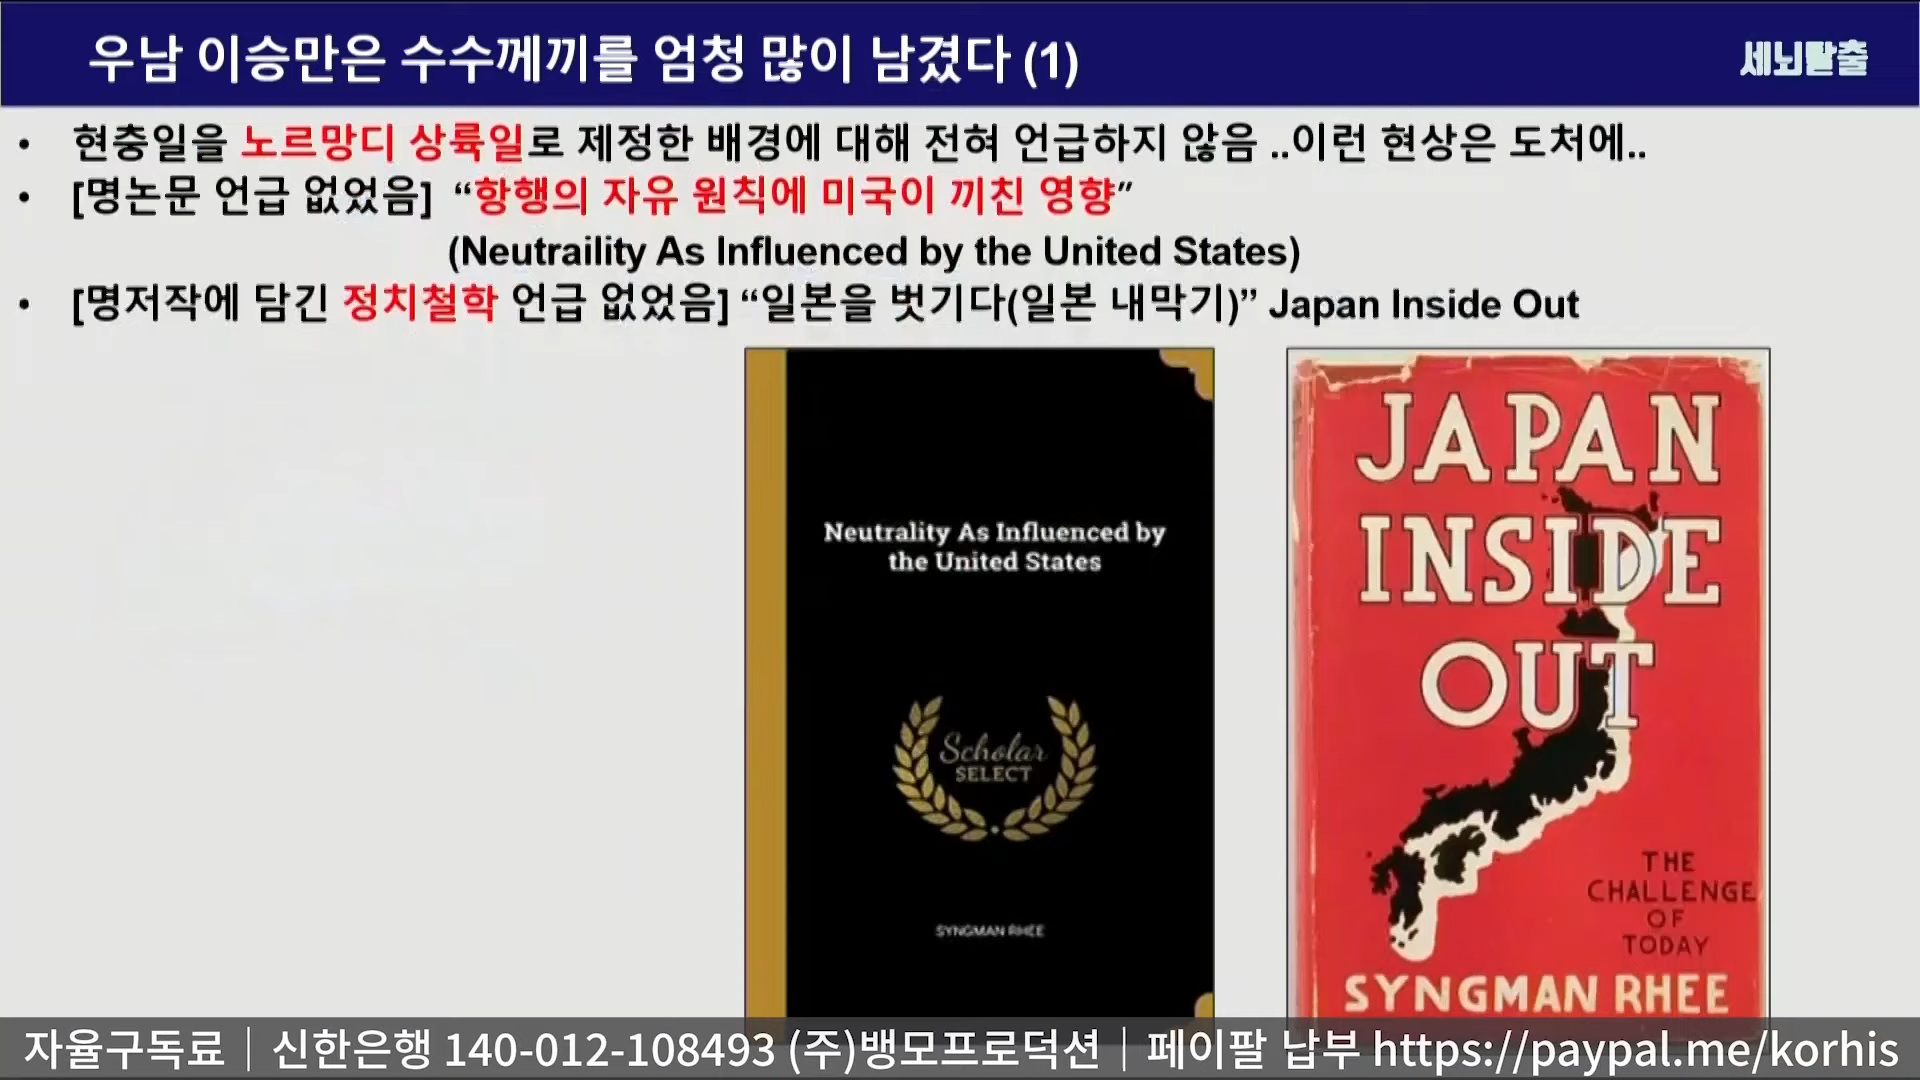 우남 이승만은 수수께끼를 엄청 많이 남겼다 (1)
세뇌탈출
• 현충일을 노르망디 상륙일로 제정한 배경에 대해 전혀 언급하지 않음 ..이런 현상은 도처에..
• [명논문 언급 없었음] “항행의 자유 원칙에 미국이 끼친 영향”
(Neutraility As Influenced by the United States)
• [명저작에 담긴 정치철학 언급 없었음] “일본을 벗기다(일본 내막기)” Japan Inside Out
Neutrality As Influenced by
the United States
Scholar
SELECT
SYNGMAN RHEE
JAPAN
INSIDE
OUT
THE
CHALLENGE
OF
TODAY
SYNGMAN RHEE
자율구독료│신한은행 140-012-108493 (주)뱅모프로덕션│페이팔 납부 https://paypal.me/korhis